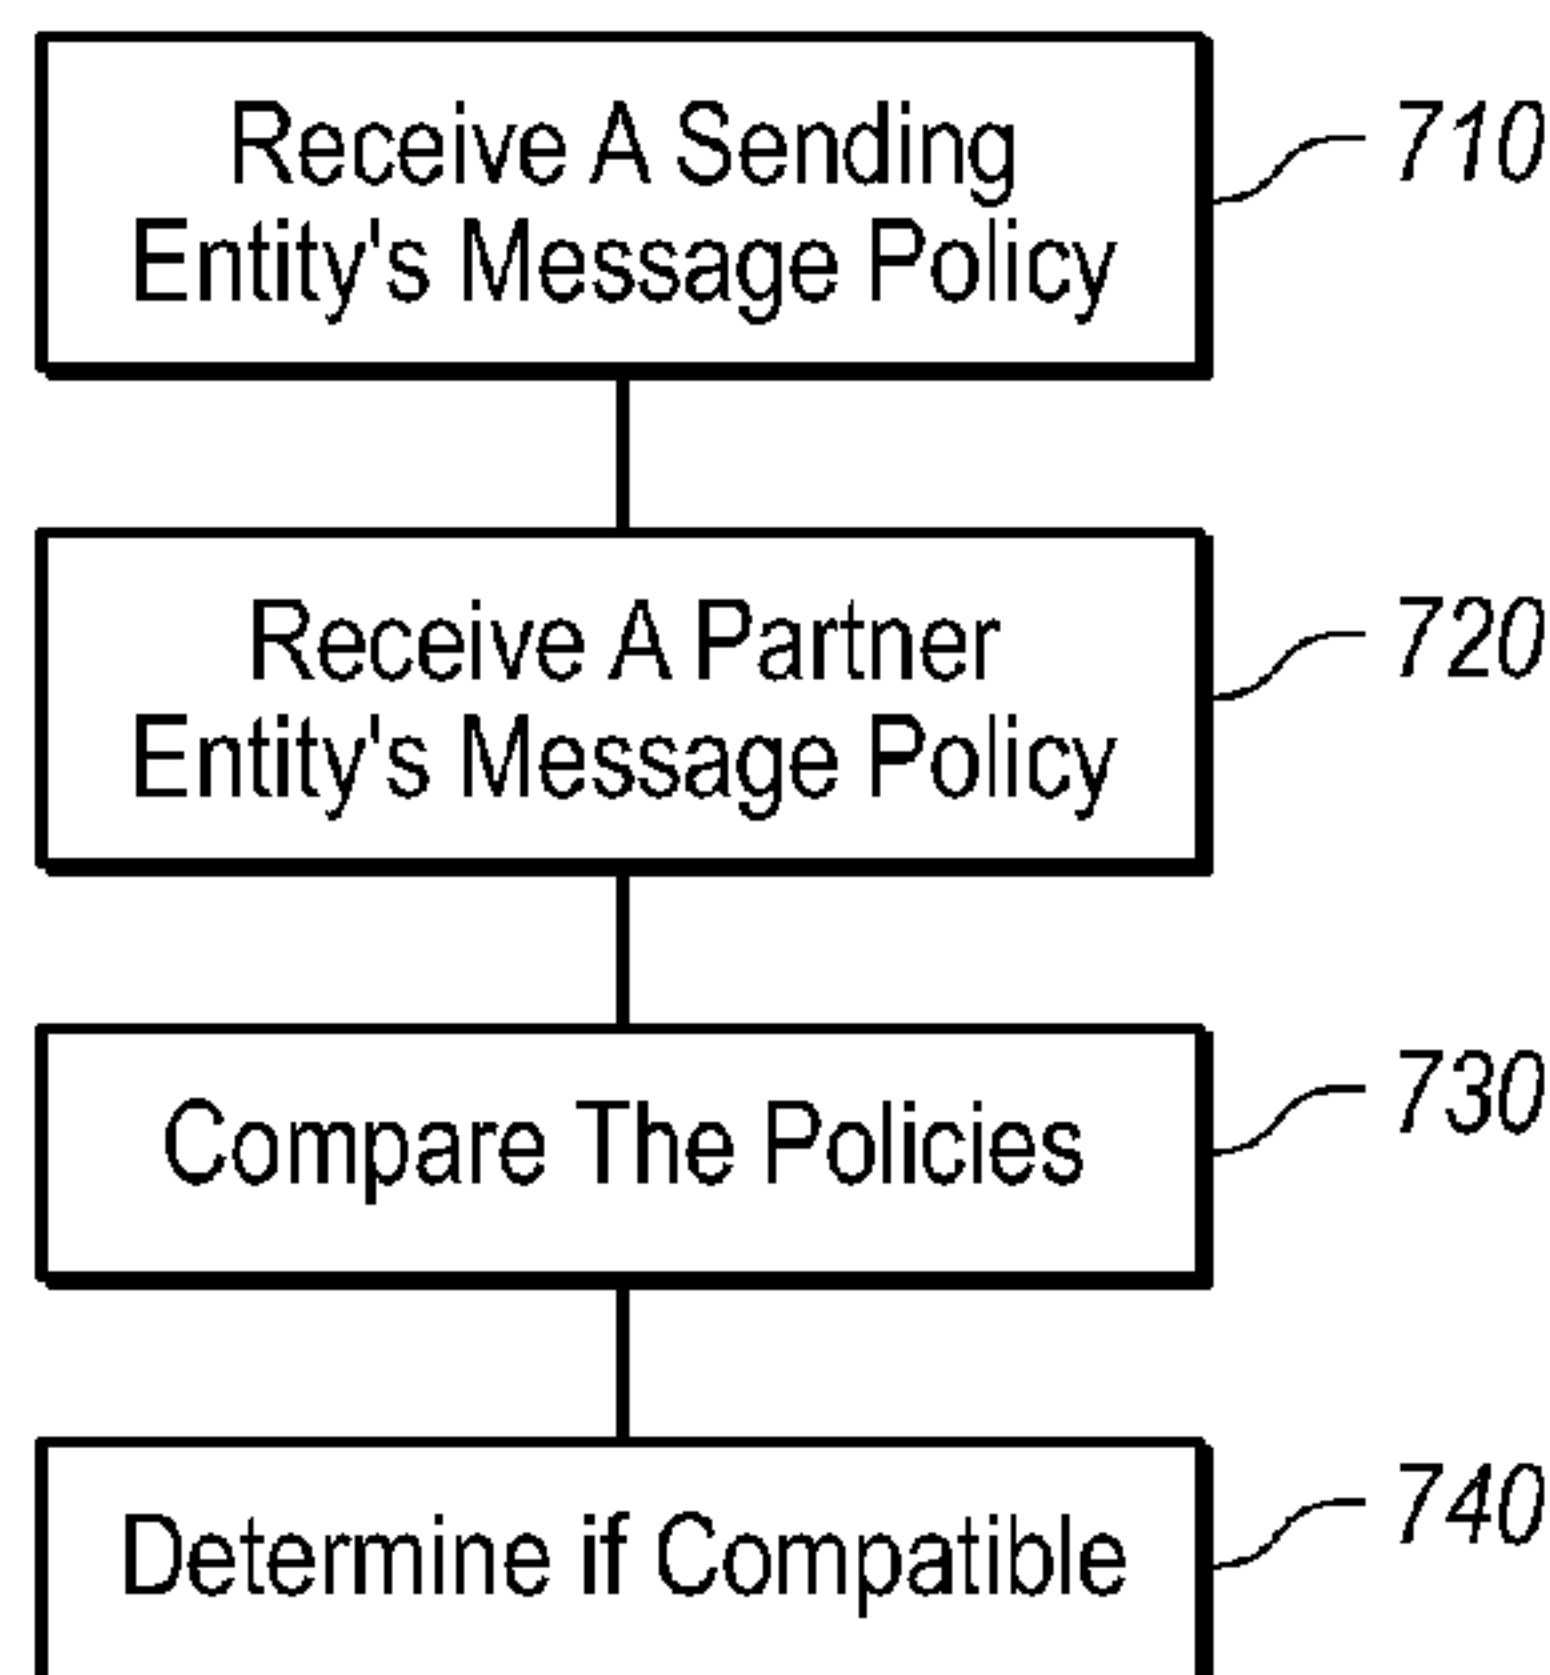 Receive A Sending
Entity's Message Policy
710
Receive A Partner
Entity's Message Policy
720
Compare The Policies
730
Determine if Compatible
740